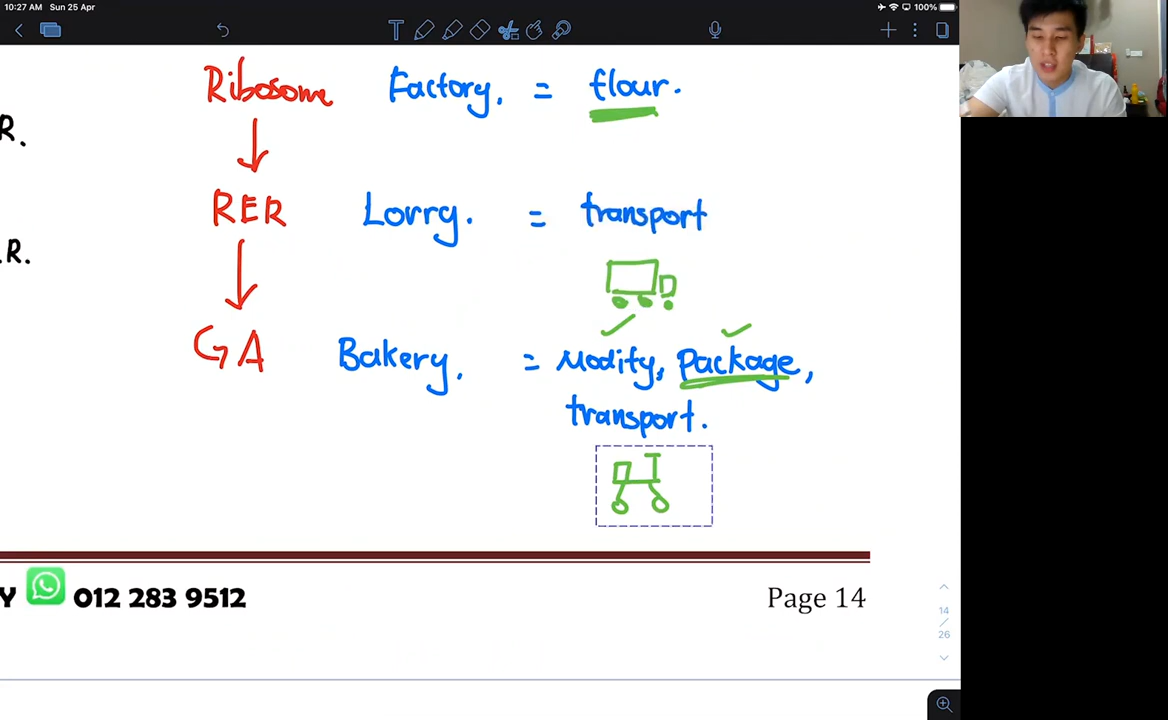 10:27 AM Sun 25 Apr
100%
Ribosome Factory. = flour.
R.
RER Lorry. = transport
.R.
GA Bakery. = Modify, Package,
transport.
Y 012 283 9512 Page 14
14
/
26